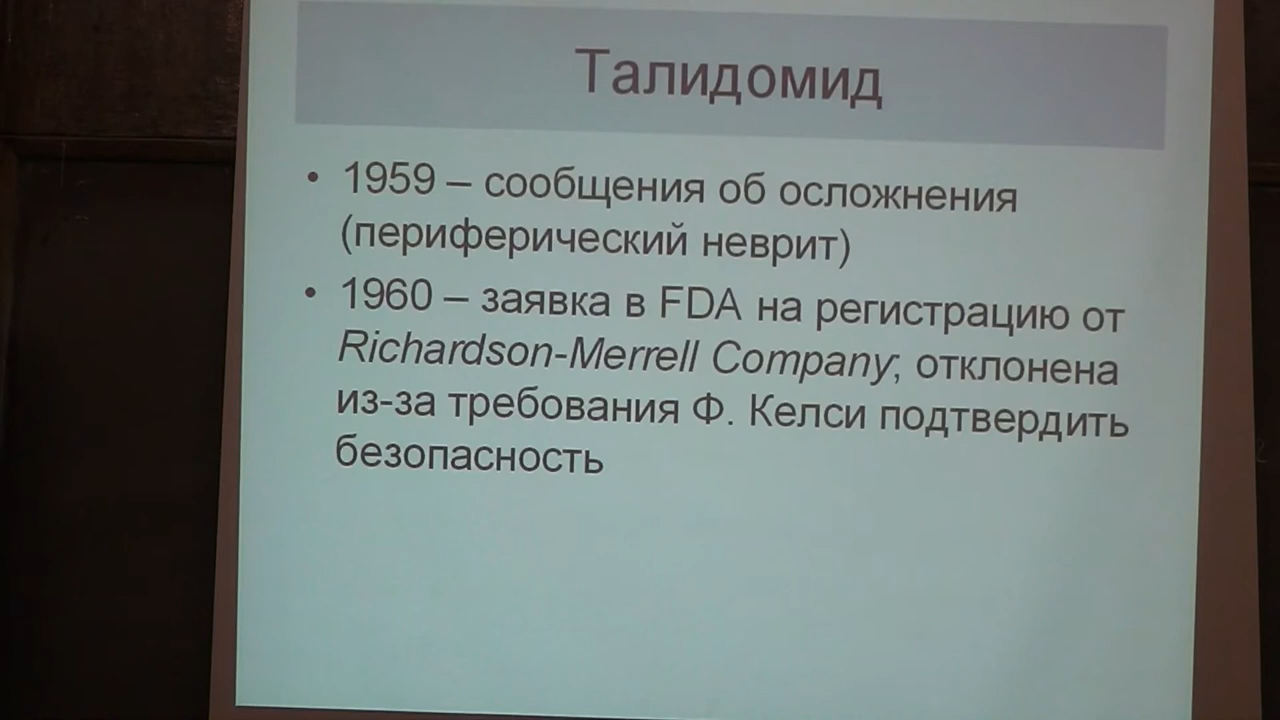 Талидомид
• 1959 – сообщения об осложнения
(периферический неврит)
• 1960 – заявка в FDA на регистрацию от
Richardson-Merrell Company, отклонена
из-за требования Ф. Келси подтвердить
безопасность